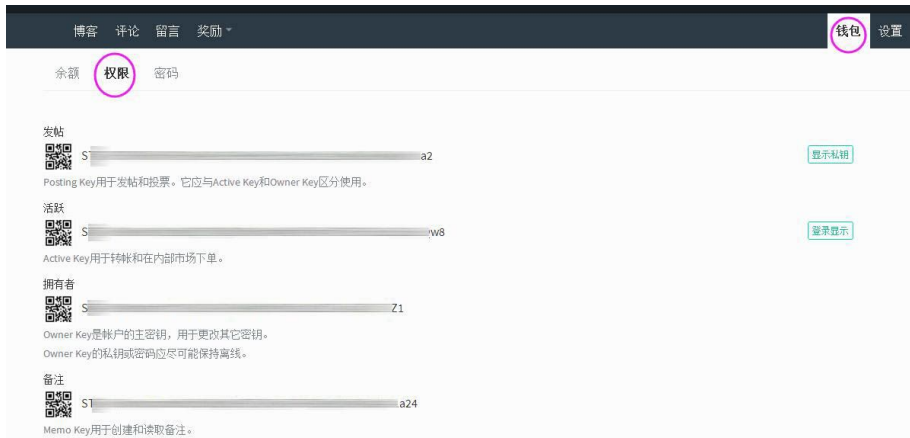 博客 评论 留言 奖励 钱包 设置
余额 权限 密码
发帖
a2 显示私钥
Posting Key用于发帖和投票。它应与Active Key和Owner Key区分使用。
活跃
S w8 登录显示
Active Key用于转帐和在内部市场下单。
拥有者
S Z1
Owner Key是帐户的主密钥，用于更改其它密钥。
Owner Key的私钥或密码应尽可能保持离线。
备注
a24
Memo Key用于创建和读取备注。